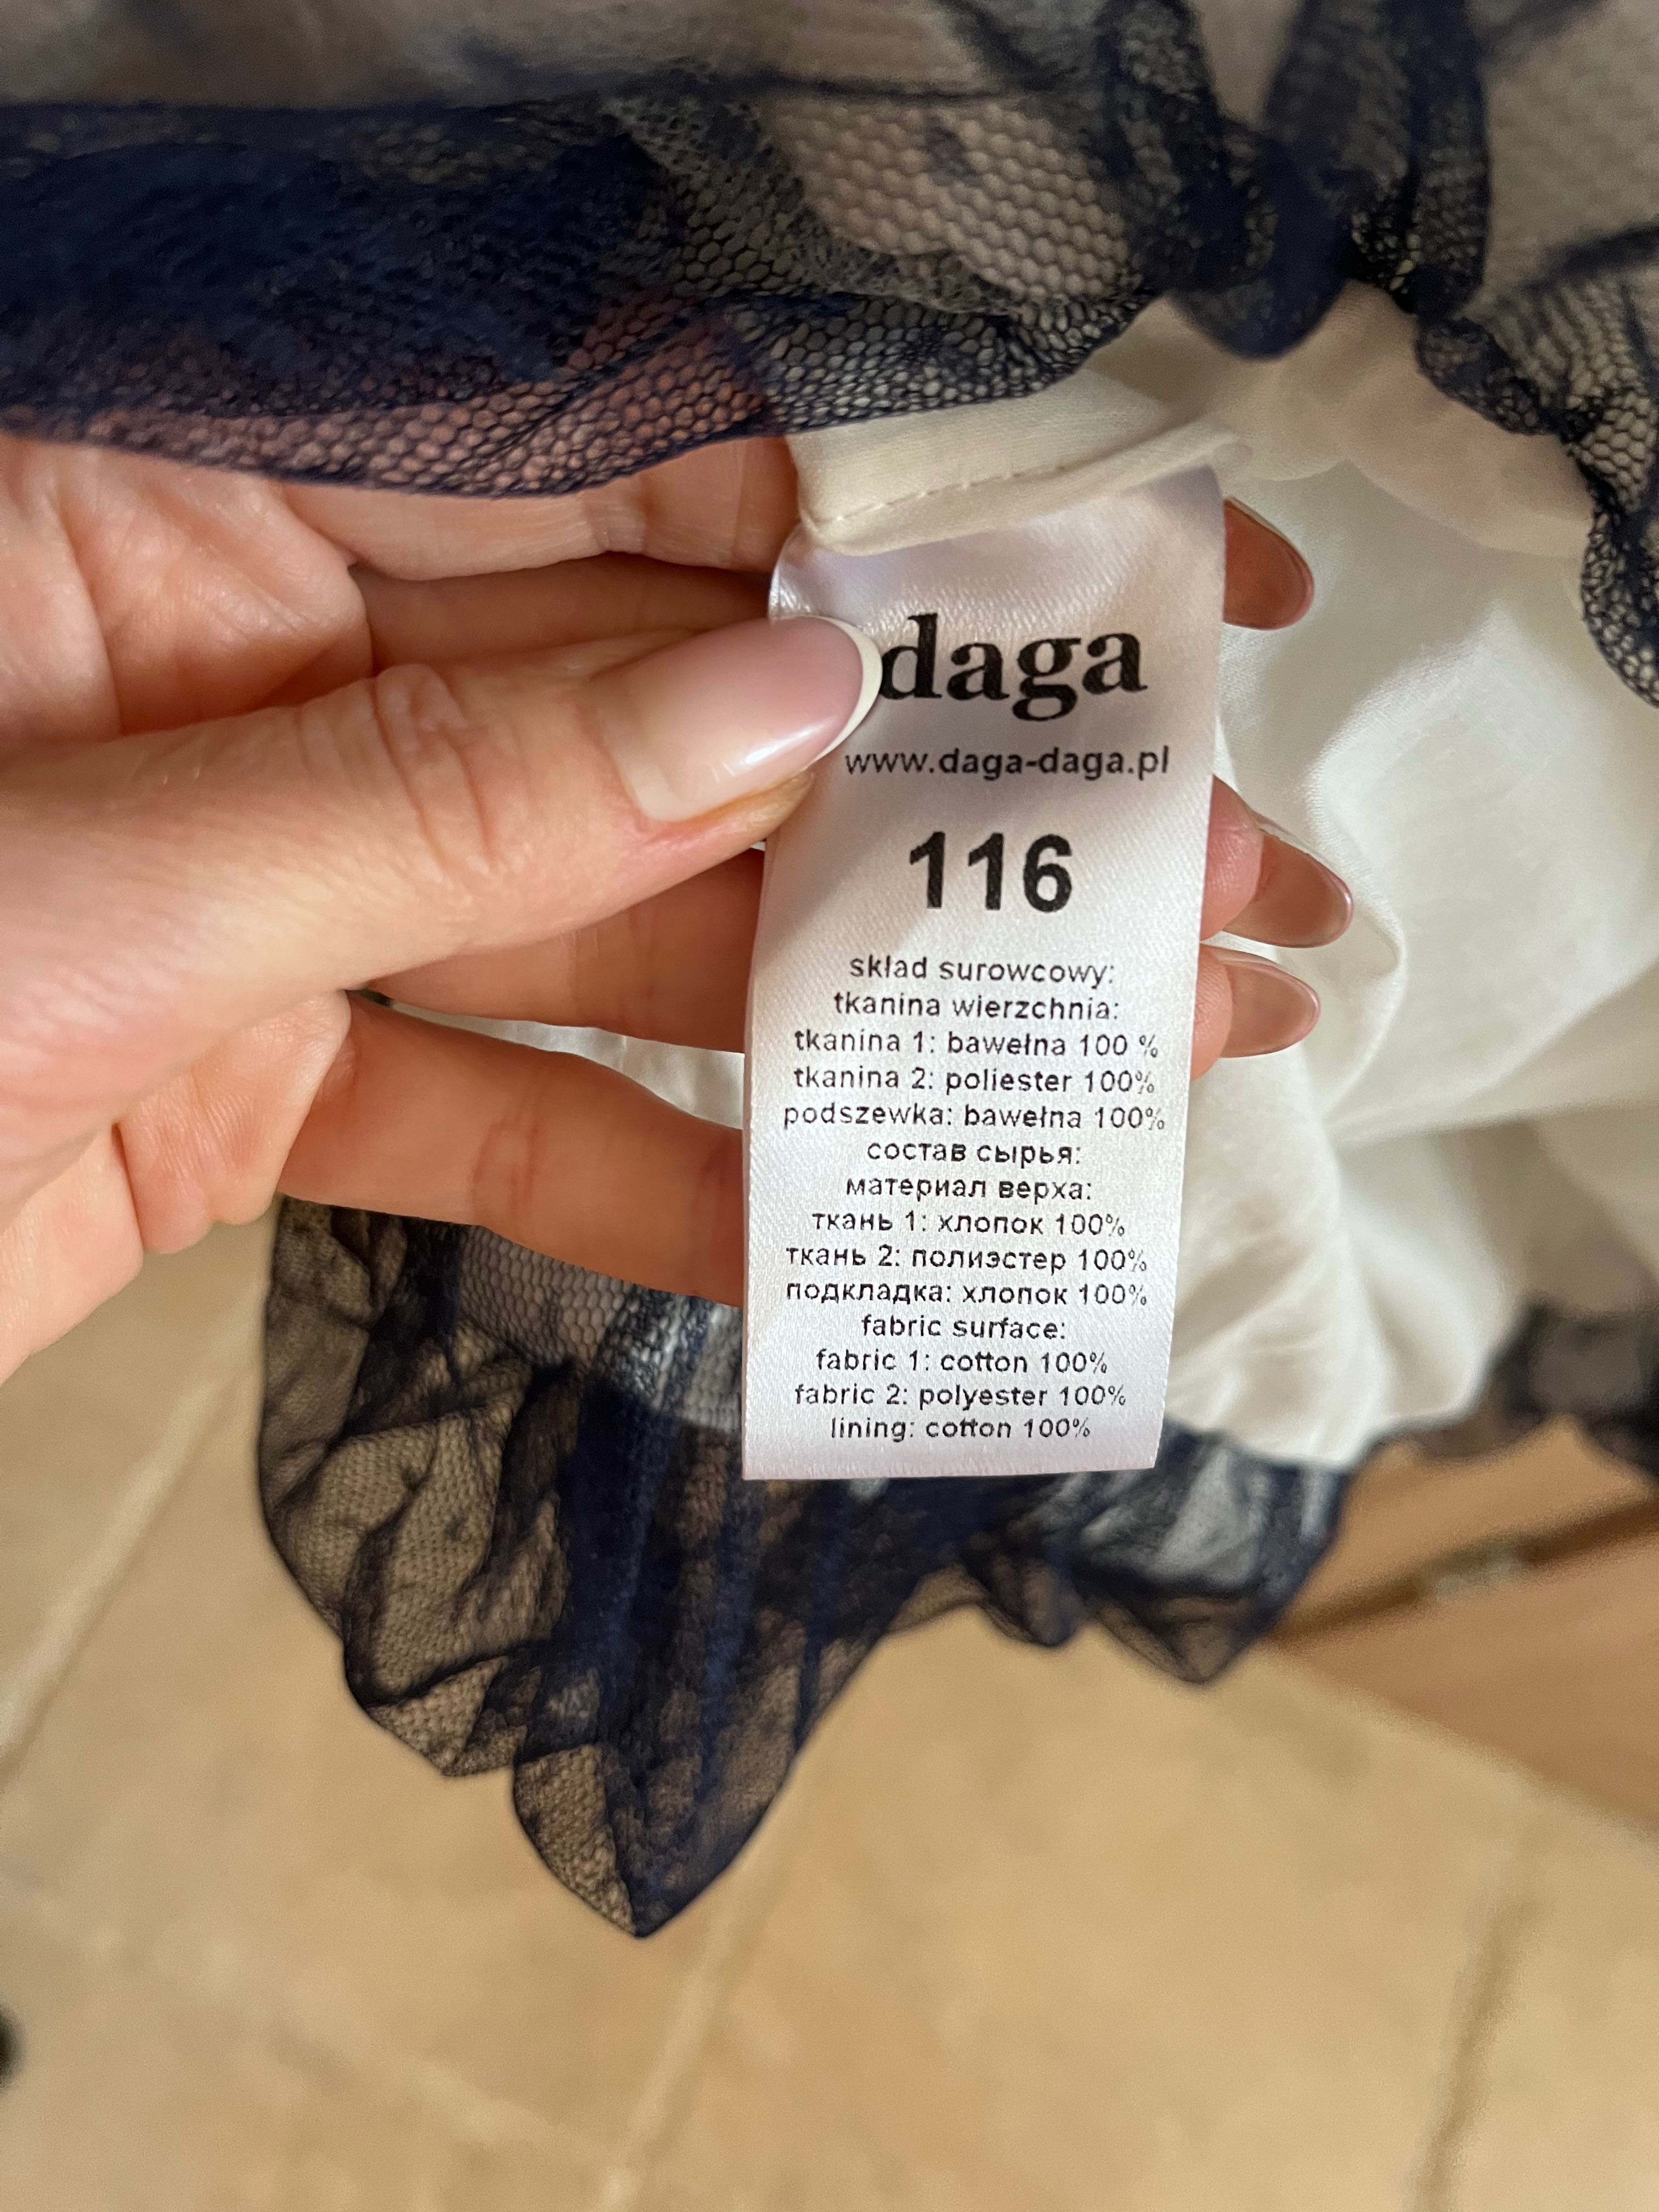 daga
www.daga-daga.pl
116
skład surowcowy:
tkanina wierzchnia:
tkanina 1: bawełna 100 %
tkanina 2: poliester 100%
podszewka: bawełna 100%
состав сырья:
материал верха:
ткань 1: хлопок 100%
ткань 2: полиэстер 100%
подкладка: хлопок 100%
fabric surface:
fabric 1: cotton 100%
fabric 2: polyester 100%
lining: cotton 100%